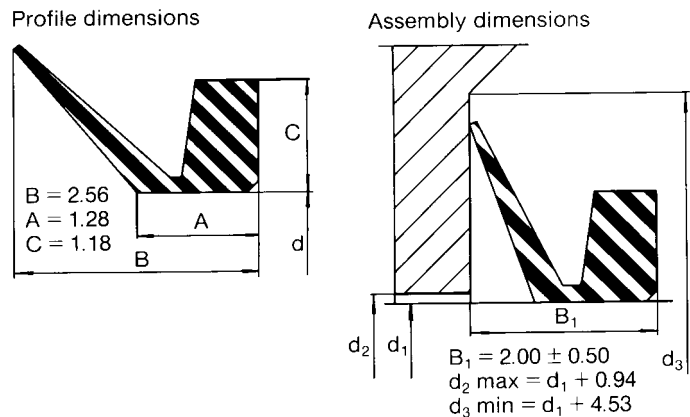 Profile dimensions
Assembly dimensions
C
B = 2.56
A = 1.28
C = 1.18
A
d
B
B₁
d₂
d₁
d₃
B₁ = 2.00 ± 0.50
d₂ max = d₁ + 0.94
d₃ min = d₁ + 4.53